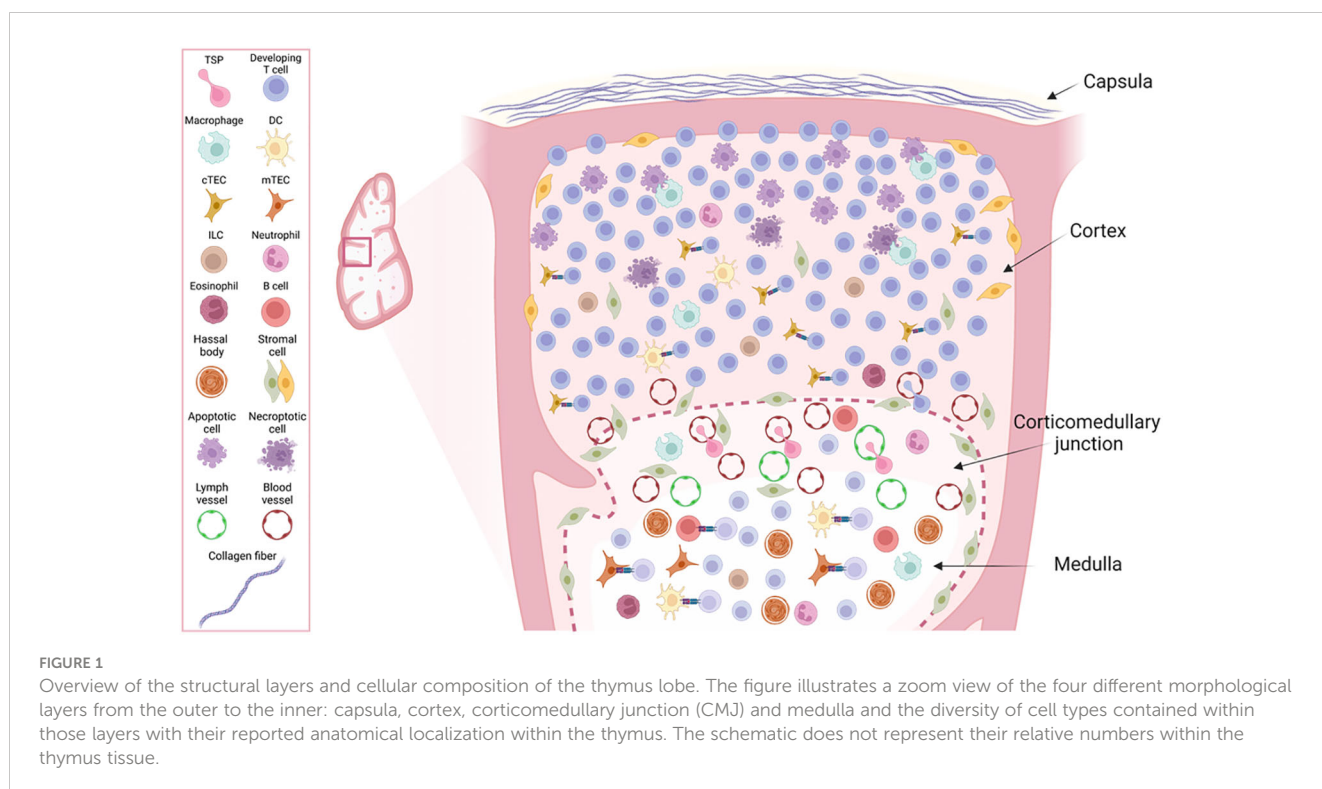 TSP
Developing
T cell
Macrophage
DC
cTEC
mTEC
ILC
Neutrophil
Eosinophil
B cell
Hassal
body
Stromal
cell
Apoptotic
cell
Necroptotic
cell
Lymph
vessel
Blood
vessel
Collagen fiber
Capsula
Cortex
Corticomedullary
junction
Medulla
FIGURE 1
Overview of the structural layers and cellular composition of the thymus lobe. The figure illustrates a zoom view of the four different morphological
layers from the outer to the inner: capsula, cortex, corticomedullary junction (CMJ) and medulla and the diversity of cell types contained within
those layers with their reported anatomical localization within the thymus. The schematic does not represent their relative numbers within the
thymus tissue.